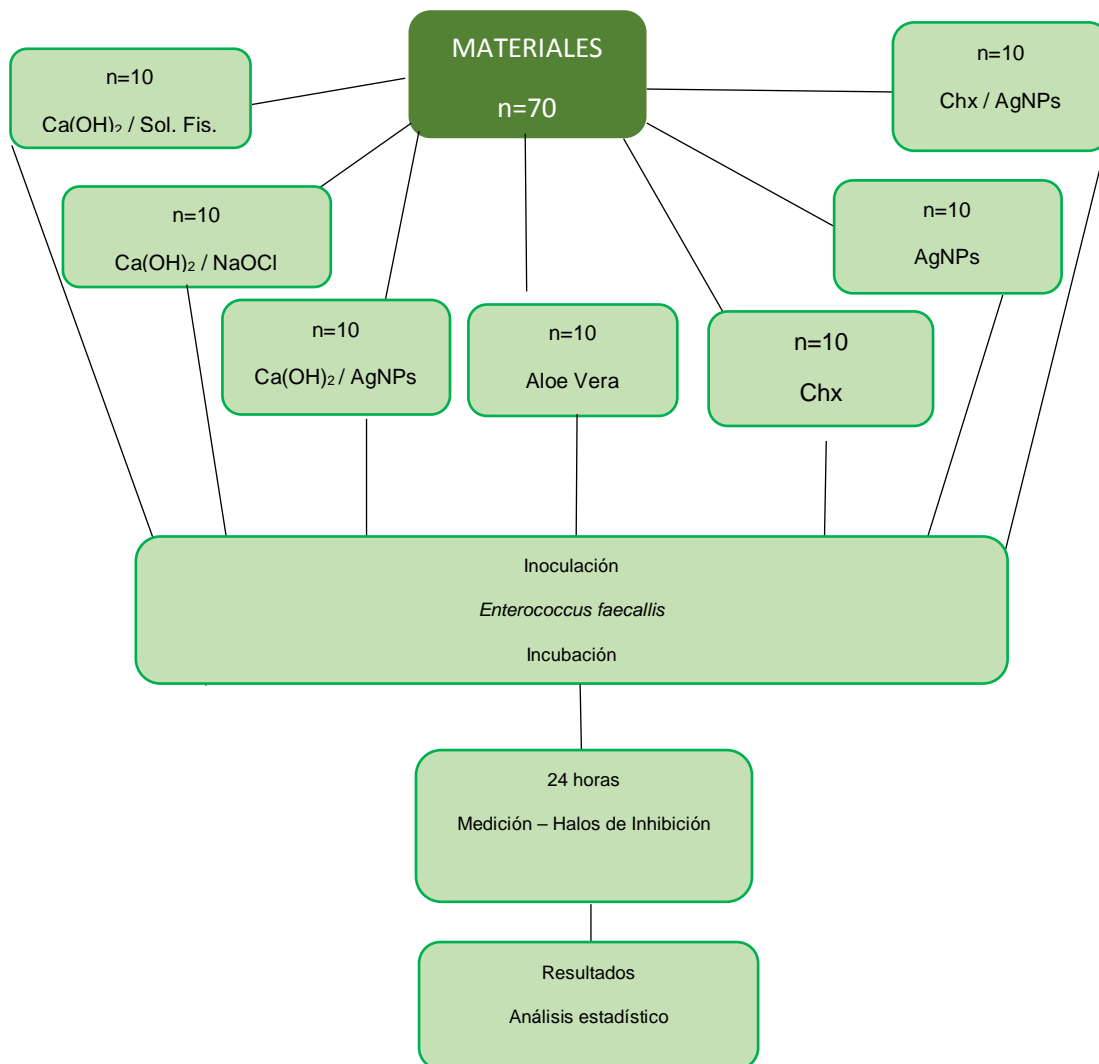 MATERIALES
n=70
n=10
Ca(OH)₂ / Sol. Fis.
n=10
Ca(OH)₂ / NaOCl
n=10
Ca(OH)₂ / AgNPs
n=10
Aloe Vera
n=10
Chx
n=10
AgNPs
n=10
Chx / AgNPs
Inoculación
Enterococcus faecallis
Incubación
24 horas
Medición – Halos de Inhibición
Resultados
Análisis estadístico